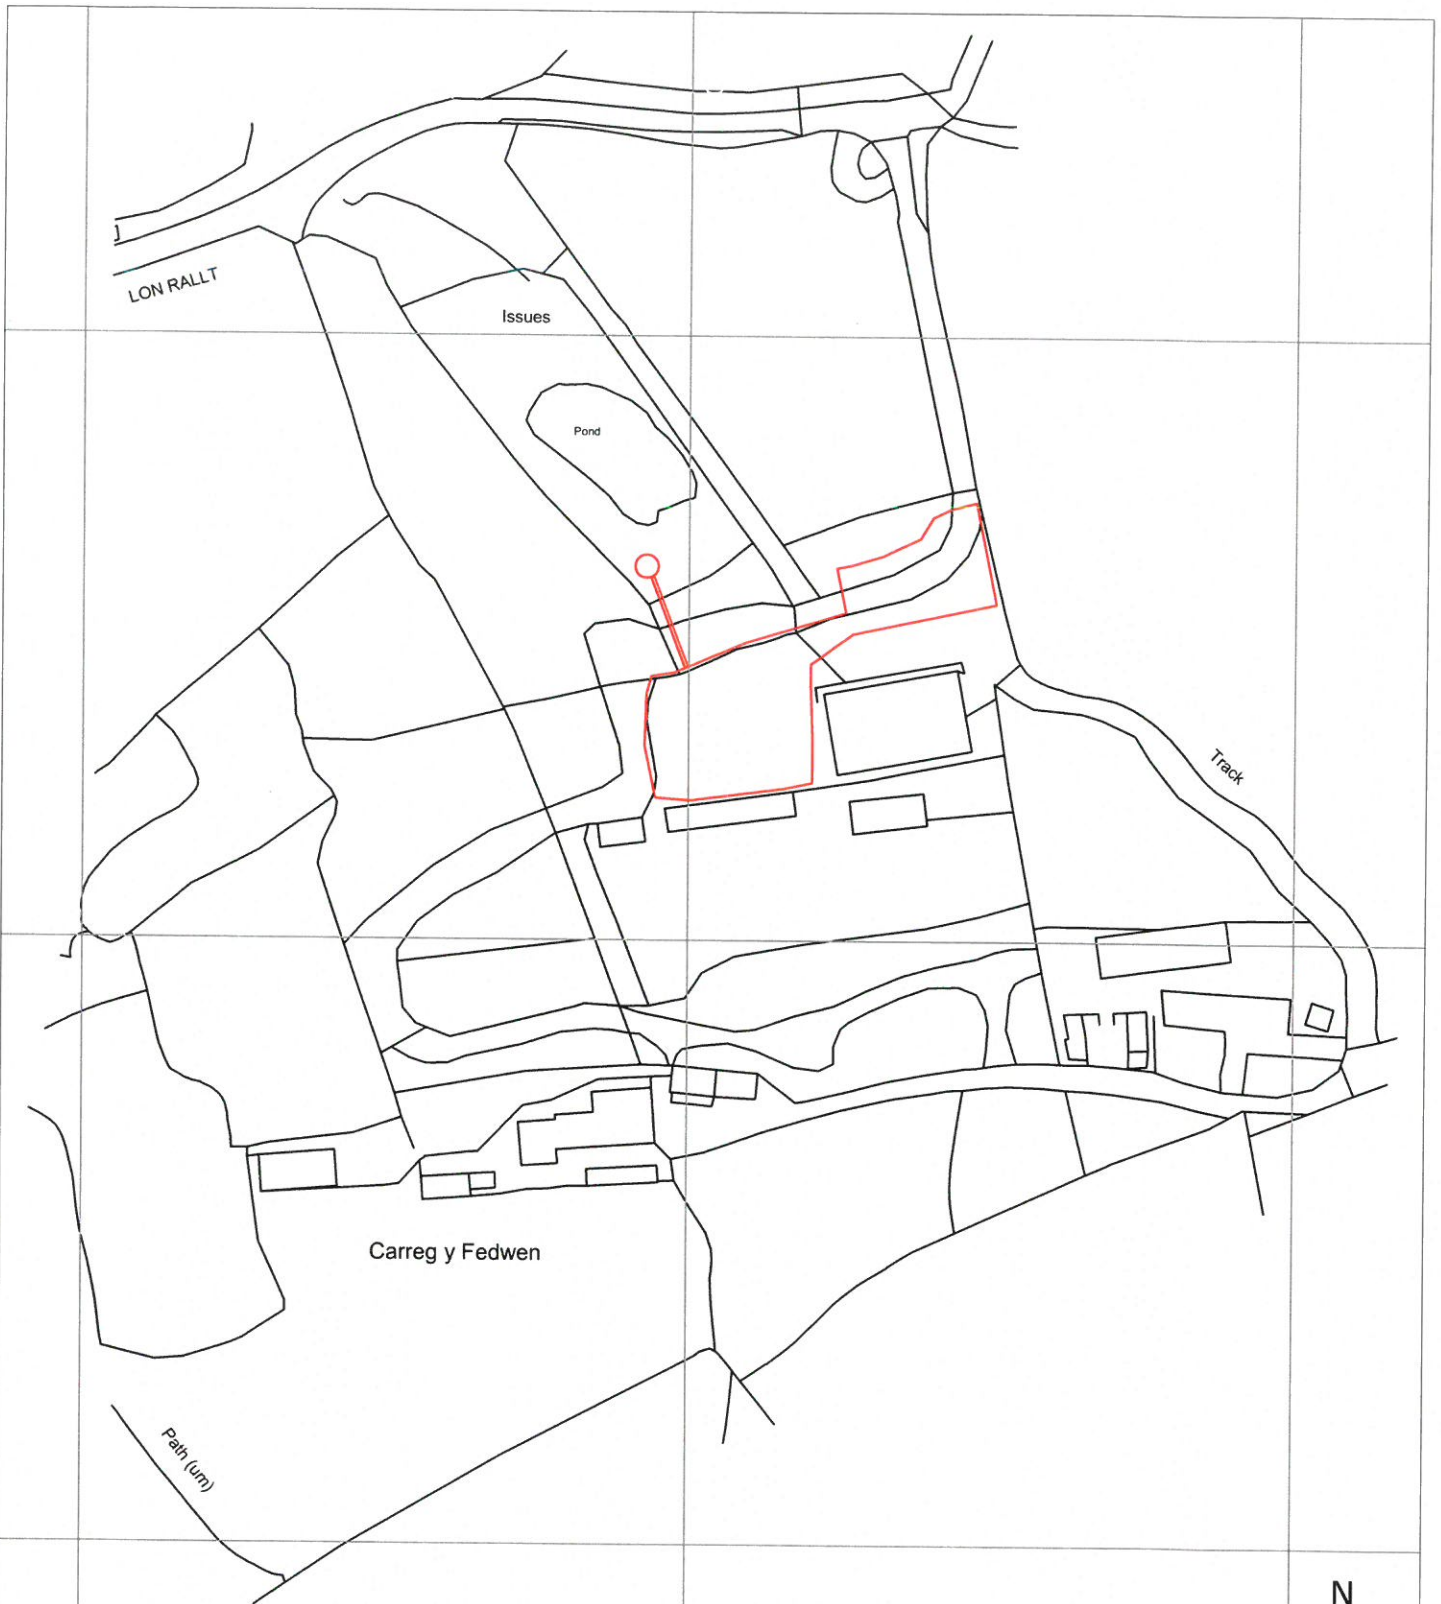 LON RALLT
Issues
Pond
Track
Carreg y Fedwen
Path (um)
N